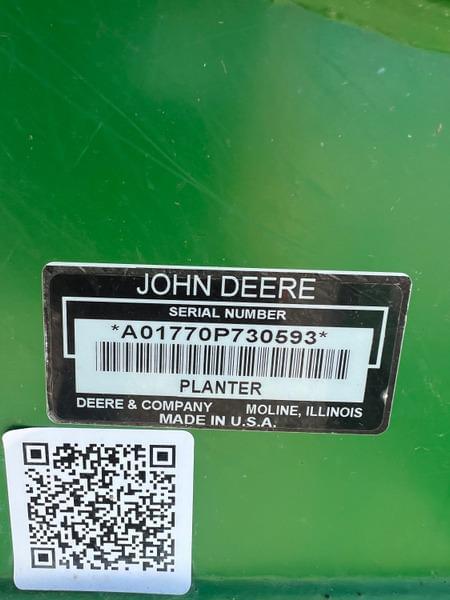 JOHN DEERE
SERIAL NUMBER
*A01770P730593*
PLANTER
DEERE & COMPANY MOLINE, ILLINOIS
MADE IN U.S.A.